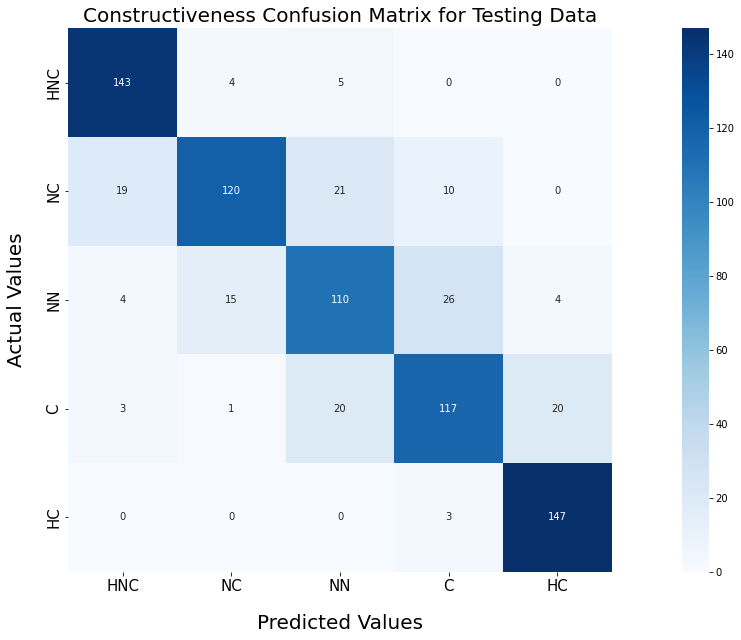 Constructiveness Confusion Matrix for Testing Data
HNC 143 4 5 0 0
NC 19 120 21 10 0
NN 4 15 110 26 4
C 3 1 20 117 20
HC 0 0 0 3 147
HNC NC NN C HC
Actual Values
Predicted Values
140
120
100
80
60
40
20
0